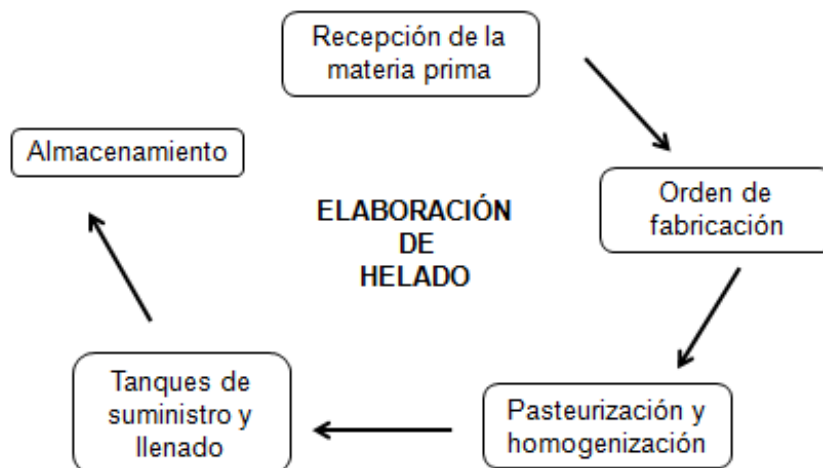 Recepción de la
materia prima
Orden de
fabricación
Pasteurización y
homogenización
Tanques de
suministro y
llenado
Almacenamiento
ELABORACIÓN
DE
HELADO